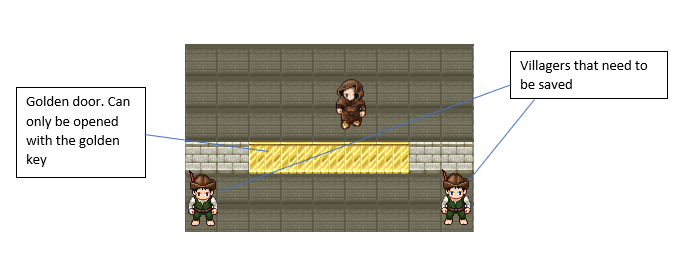 Golden door. Can
only be opened
with the golden
key
Villagers that need to
be saved